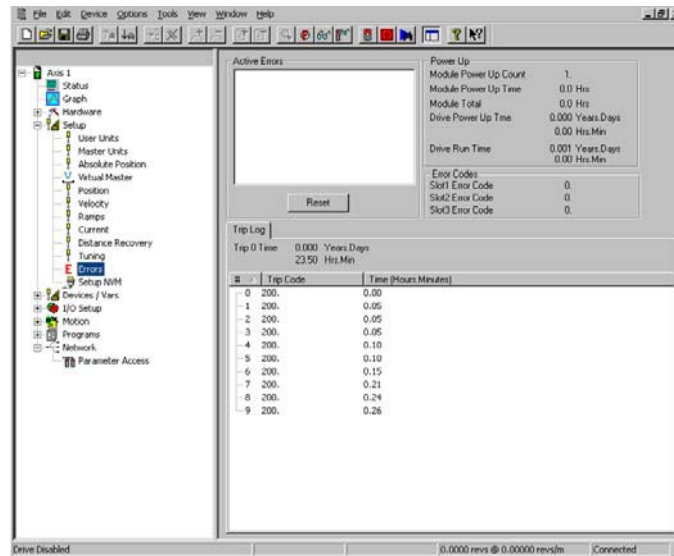 File Edit Device Options Tools View Window Help
Axis 1
Status
Graph
Hardware
Setup
User Units
Master Units
Absolute Position
Virtual Master
Position
Velocity
Ramps
Current
Distance Recovery
Tuning
E Errors
Setup NVM
Devices / Vars
I/O Setup
Motion
Programs
Network
Parameter Access
Active Errors
Reset
Power Up
Module Power Up Count 1.
Module Power Up Time 0.0 Hrs
Module Total 0.0 Hrs
Drive Power Up Time 0.000 Years.Days
0.00 Hrs.Min
Drive Run Time 0.001 Years.Days
0.00 Hrs.Min
Error Codes
Slot1 Error Code 0.
Slot2 Error Code 0.
Slot3 Error Code 0.
Trip Log
Trip 0 Time 0.000 Years.Days
23.50 Hrs.Min
# Trip Code Time (Hours.Minutes)
0 200. 0.00
1 200. 0.05
2 200. 0.05
3 200. 0.05
4 200. 0.10
5 200. 0.10
6 200. 0.15
7 200. 0.21
8 200. 0.24
9 200. 0.26
Drive Disabled 0.0000 revs @ 0.00000 revs/m Connected